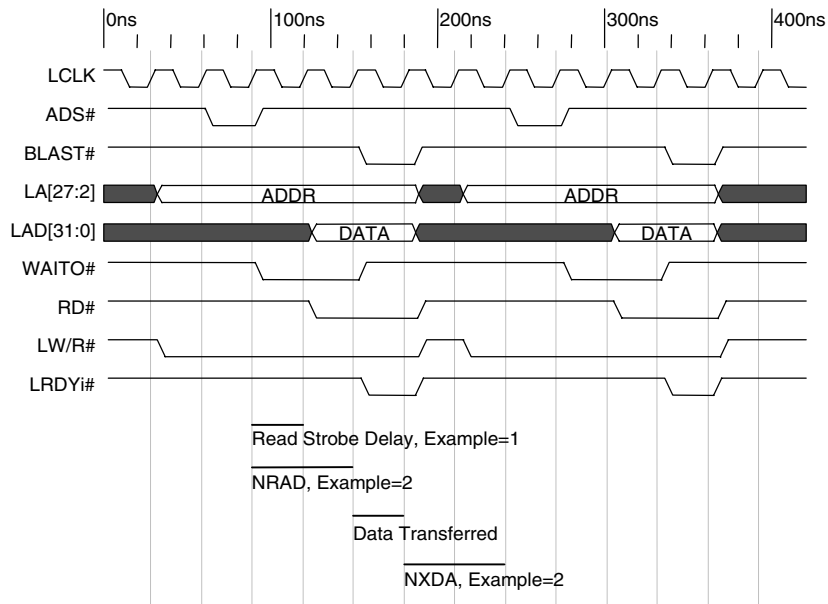 0ns 100ns 200ns 300ns 400ns
LCLK
ADS#
BLAST#
LA[27:2] ADDR ADDR
LAD[31:0] DATA DATA
WAITO#
RD#
LW/R#
LRDYi#
Read Strobe Delay, Example=1
NRAD, Example=2
Data Transferred
NXDA, Example=2